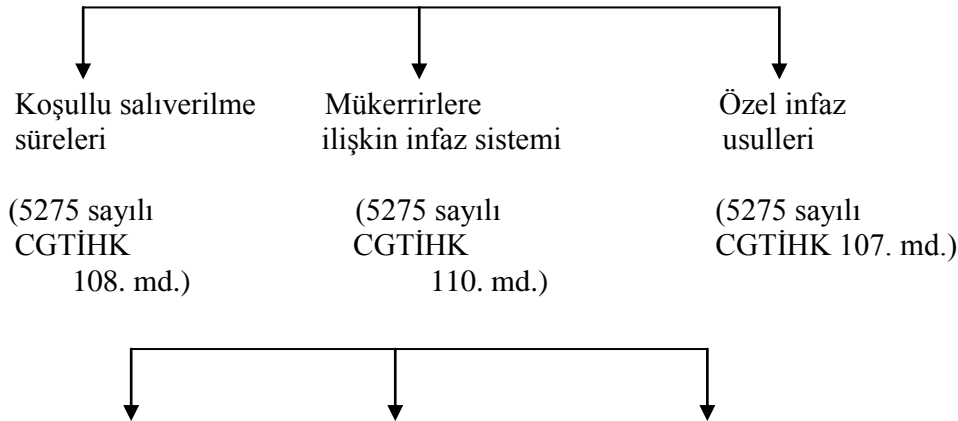 Koşullu salıverilme
süreleri
(5275 sayılı
CGTİHK
108. md.)
Mükerrirlere
ilişkin infaz sistemi
(5275 sayılı
CGTİHK
110. md.)
Özel infaz
usulleri
(5275 sayılı
CGTİHK 107. md.)